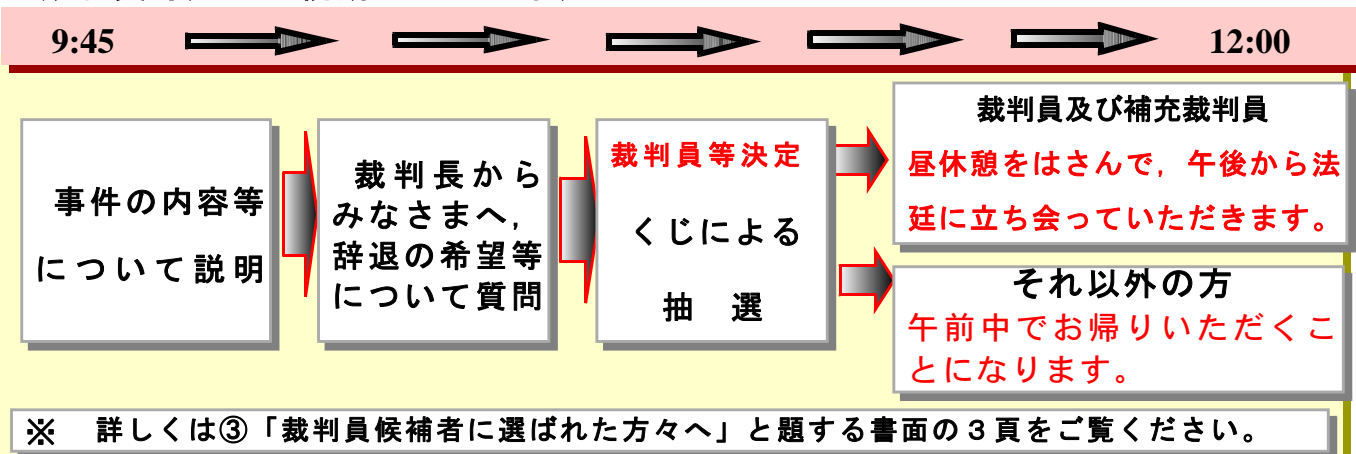 9:45
12:00
事件の内容等
について説明
裁判長から
みなさまへ，
辞退の希望等
について質問
裁判員等決定
くじによる
抽　選
裁判員及び補充裁判員
昼休憩をはさんで，午後から法
廷に立ち会っていただきます。
それ以外の方
午前中でお帰りいただくこ
とになります。
※　詳しくは③「裁判員候補者に選ばれた方々へ」と題する書面の３頁をご覧ください。